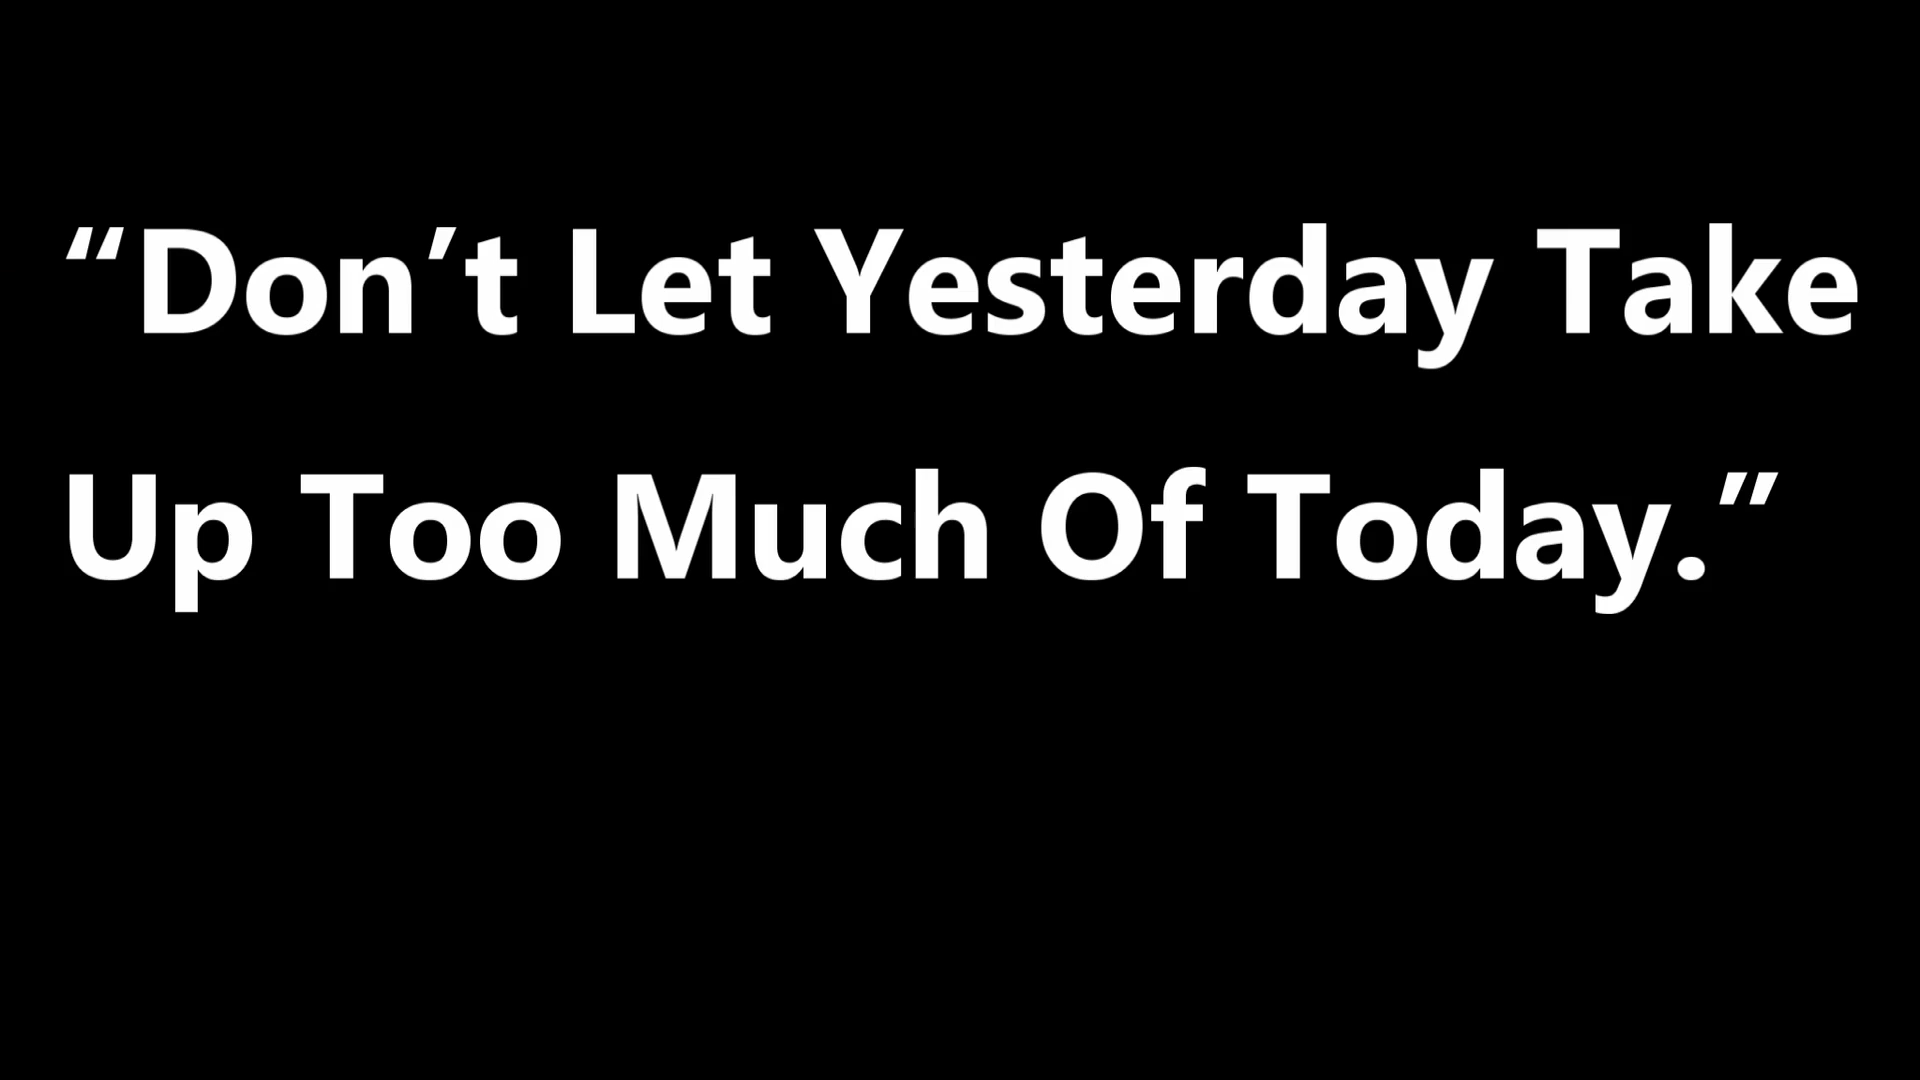 “Don’t Let Yesterday Take
Up Too Much Of Today.”